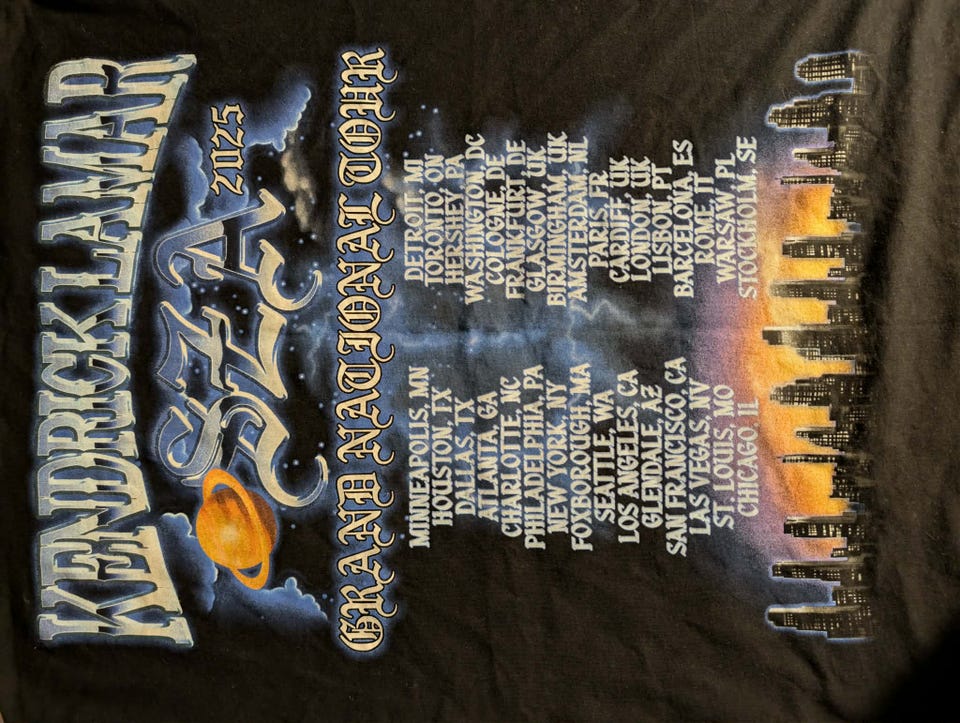 KENDRICK LAMAR
SZA
2025
GRAND NATIONAL TOUR
MINNEAPOLIS, MN
HOUSTON, TX
DALLAS, TX
ATLANTA, GA
CHARLOTTE, NC
PHILADELPHIA, PA
NEW YORK, NY
FOXBOROUGH, MA
SEATTLE, WA
LOS ANGELES, CA
GLENDALE, AZ
SAN FRANCISCO, CA
LAS VEGAS, NV
ST. LOUIS, MO
CHICAGO, IL
DETROIT, MI
TORONTO, ON
HERSHEY, PA
WASHINGTON, DC
COLOGNE, DE
FRANKFURT, DE
GLASGOW, UK
BIRMINGHAM, UK
AMSTERDAM, NL
PARIS, FR
CARDIFF, UK
LONDON, UK
LISBON, PT
BARCELONA, ES
ROME, IT
WARSAW, PL
STOCKHOLM, SE